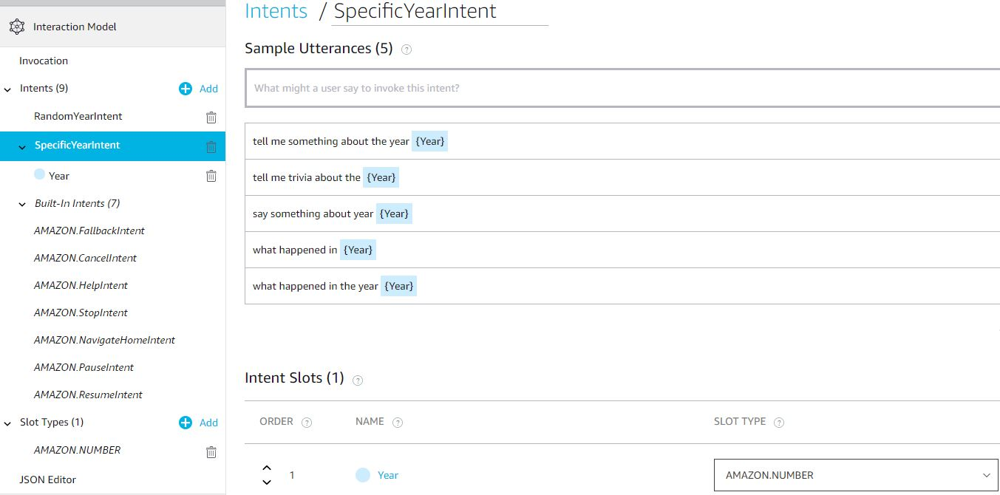 Interaction Model
Invocation
Intents (9) Add
RandomYearIntent
SpecificYearIntent
Year
Built-In Intents (7)
AMAZON.FallbackIntent
AMAZON.CancelIntent
AMAZON.HelpIntent
AMAZON.StopIntent
AMAZON.NavigateHomeIntent
AMAZON.PauseIntent
AMAZON.ResumeIntent
Slot Types (1) Add
AMAZON.NUMBER
JSON Editor
Intents / SpecificYearIntent
Sample Utterances (5) ?
What might a user say to invoke this intent?
tell me something about the year {Year}
tell me trivia about the {Year}
say something about year {Year}
what happened in {Year}
what happened in the year {Year}
Intent Slots (1) ?
ORDER ? NAME ? SLOT TYPE ?
1 Year AMAZON.NUMBER